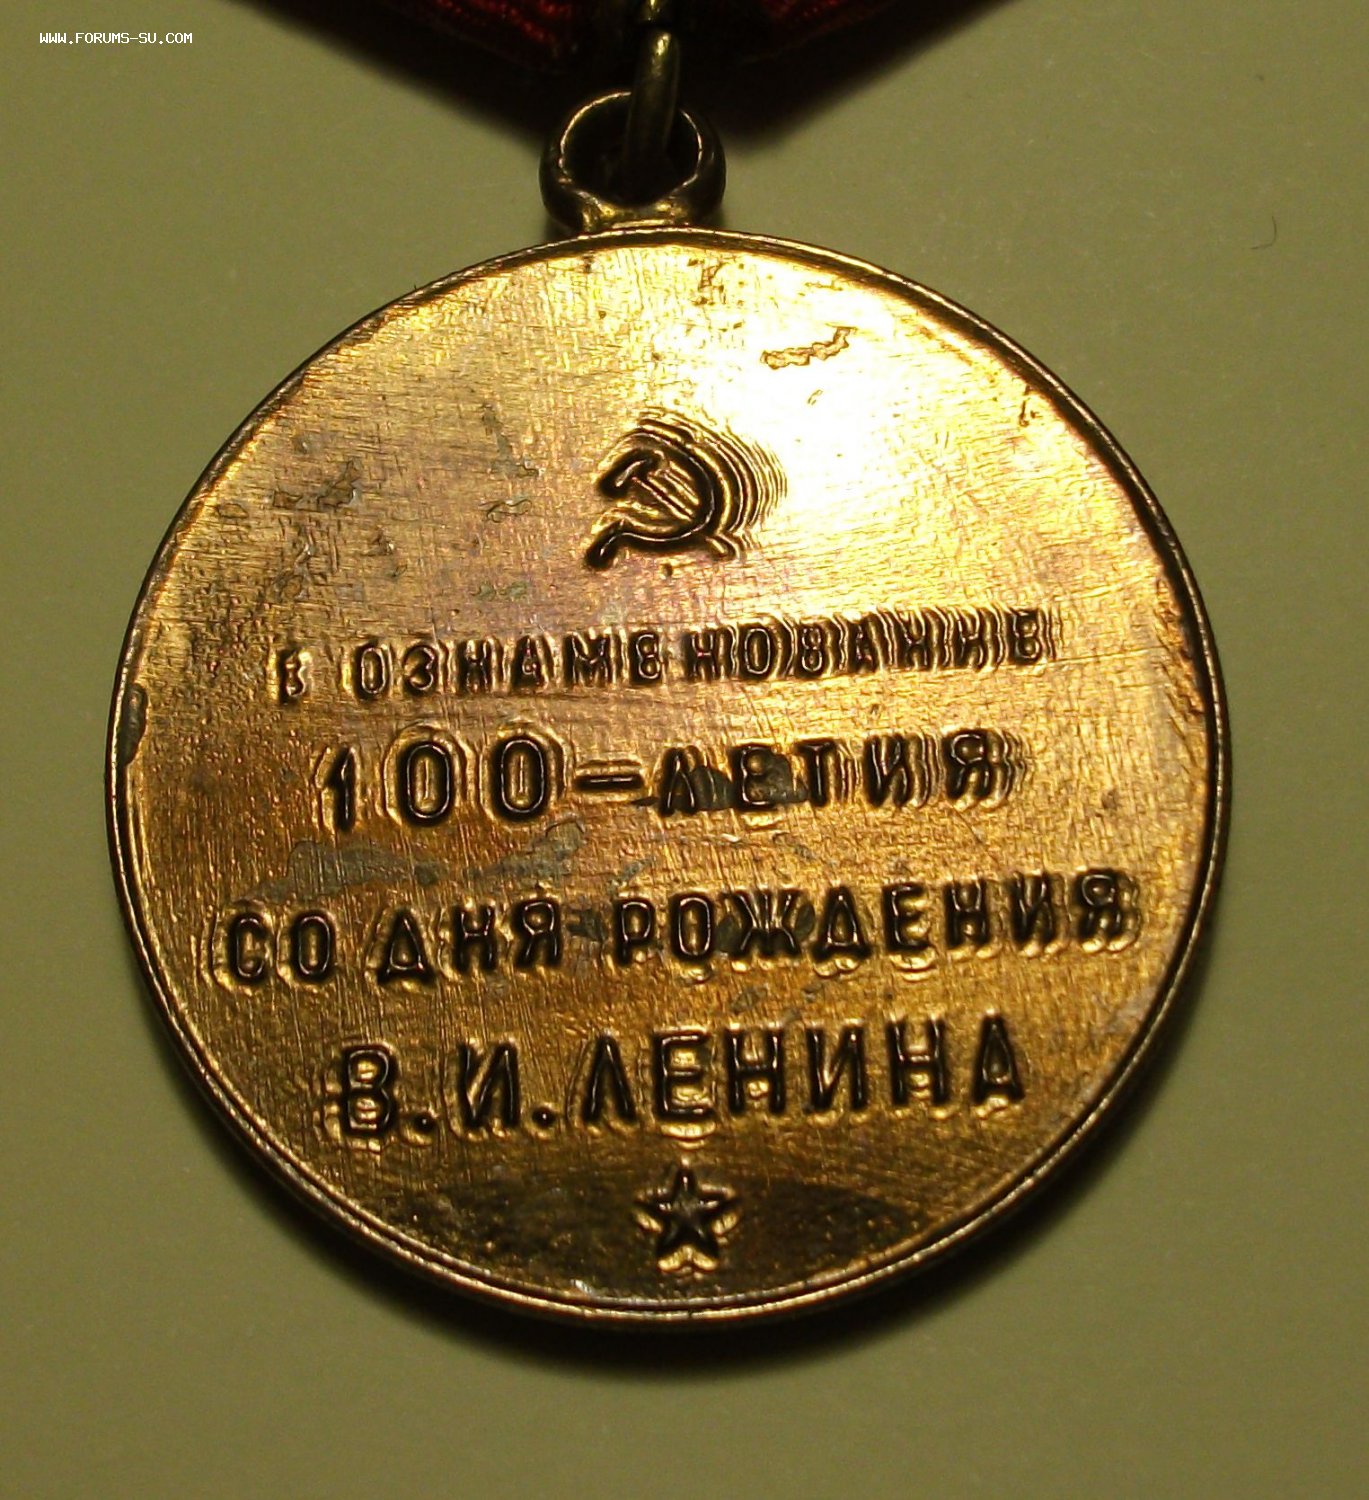 WWW.FORUMS-SU.COM
В ОЗНАМЕНОВАНИЕ
100-ЛЕТИЯ
СО ДНЯ РОЖДЕНИЯ
В.И.ЛЕНИНА